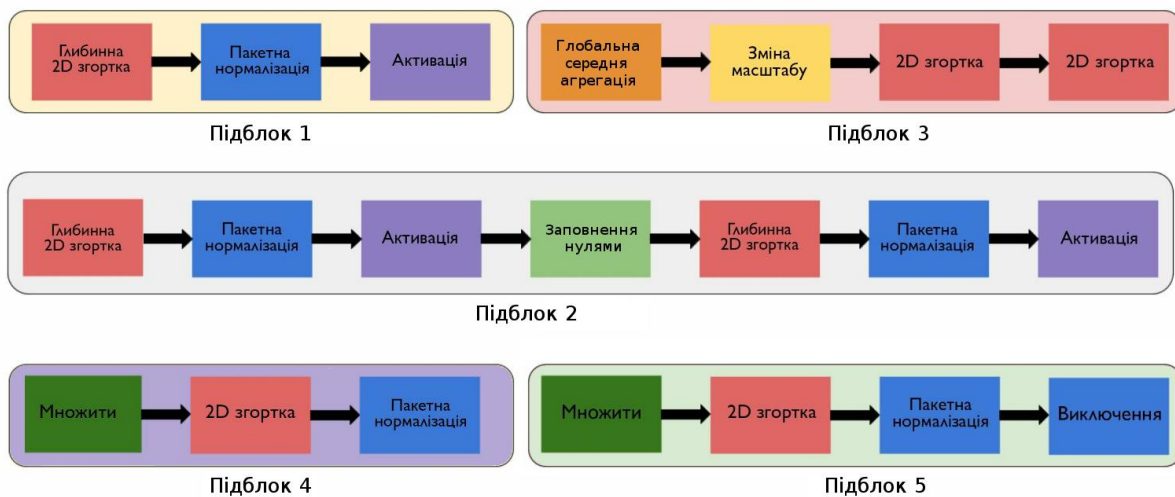 Глибинна
2D згортка
Пакетна
нормалізація
Активація
Підблок 1
Глобальна
середня
агрегація
Зміна
масштабу
2D згортка
2D згортка
Підблок 3
Глибинна
2D згортка
Пакетна
нормалізація
Активація
Заповнення
нулями
Глибинна
2D згортка
Пакетна
нормалізація
Активація
Підблок 2
Множити
2D згортка
Пакетна
нормалізація
Підблок 4
Множити
2D згортка
Пакетна
нормалізація
Виключення
Підблок 5